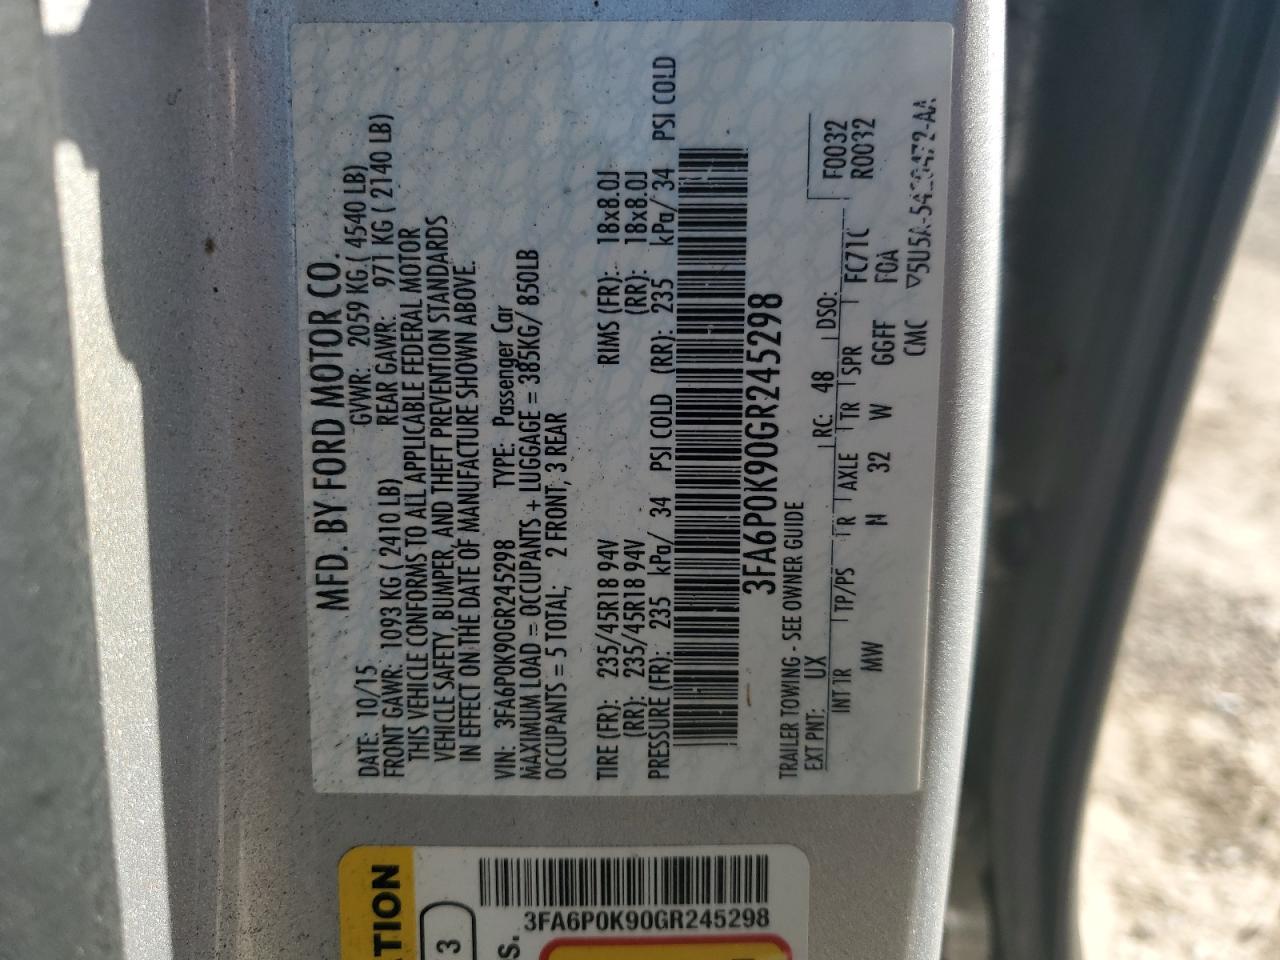 MFD. BY FORD MOTOR CO.
DATE: 10/15 GVWR: 2059 KG ( 4540 LB)
FRONT GAWR: 1093 KG ( 2410 LB) REAR GAWR: 971 KG ( 2140 LB)
THIS VEHICLE CONFORMS TO ALL APPLICABLE FEDERAL MOTOR
VEHICLE SAFETY, BUMPER, AND THEFT PREVENTION STANDARDS
IN EFFECT ON THE DATE OF MANUFACTURE SHOWN ABOVE.
VIN: 3FA6P0K90GR245298 TYPE: Passenger Car
MAXIMUM LOAD = OCCUPANTS + LUGGAGE = 385KG/ 850LB
OCCUPANTS = 5 TOTAL; 2 FRONT, 3 REAR
TIRE (FR): 235/45R18 94V RIMS (FR): 18x8.0J
(RR): 235/45R18 94V (RR): 18x8.0J
PRESSURE (FR): 235 kPa/ 34 PSI COLD (RR): 235 kPa/ 34 PSI COLD
3FA6P0K90GR245298
TRAILER TOWING - SEE OWNER GUIDE F0032
EXT PNT: UX RC: 48 DSO: R0032
INT TR TP/PS TR AXLE TR SPR FC71C
MW N 32 W GGFF FOA
CMC
ATION
3
3FA6P0K90GR245298